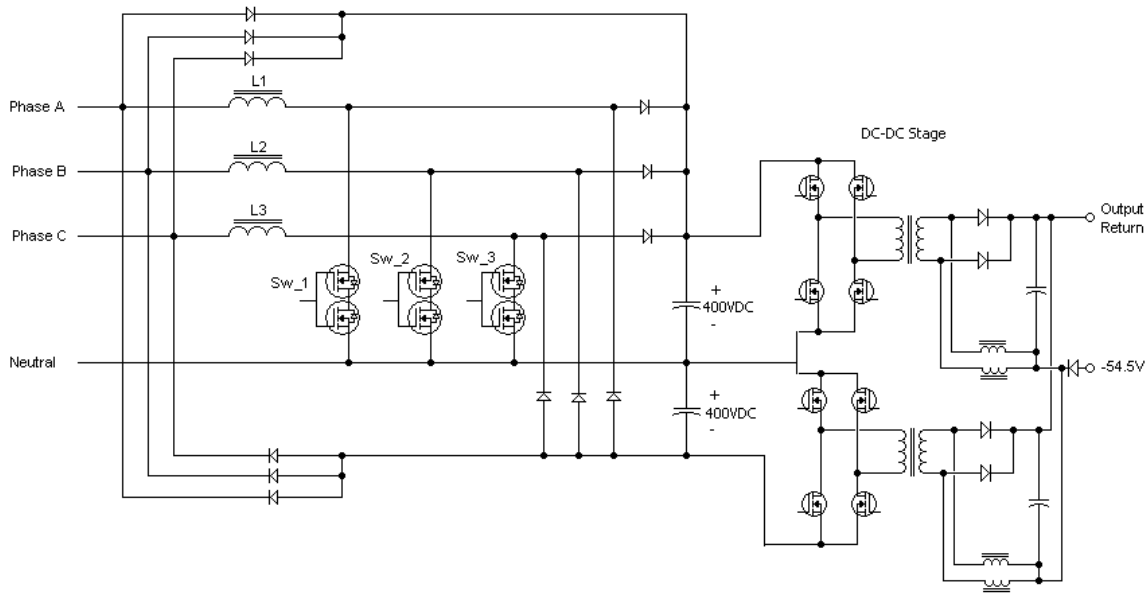 L1
Phase A
DC-DC Stage
L2
Phase B
L3
Output
Return
Phase C
Sw_1
Sw_2
Sw_3
+
400VDC
-
Neutral
-54.5V
+
400VDC
-